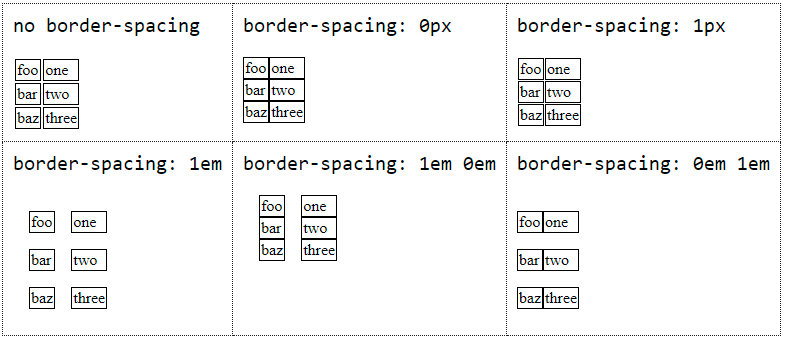 no border-spacing
foo one
bar two
baz three
border-spacing: 0px
foo one
bar two
baz three
border-spacing: 1px
foo one
bar two
baz three
border-spacing: 1em
foo one
bar two
baz three
border-spacing: 1em 0em
foo one
bar two
baz three
border-spacing: 0em 1em
foo one
bar two
baz three